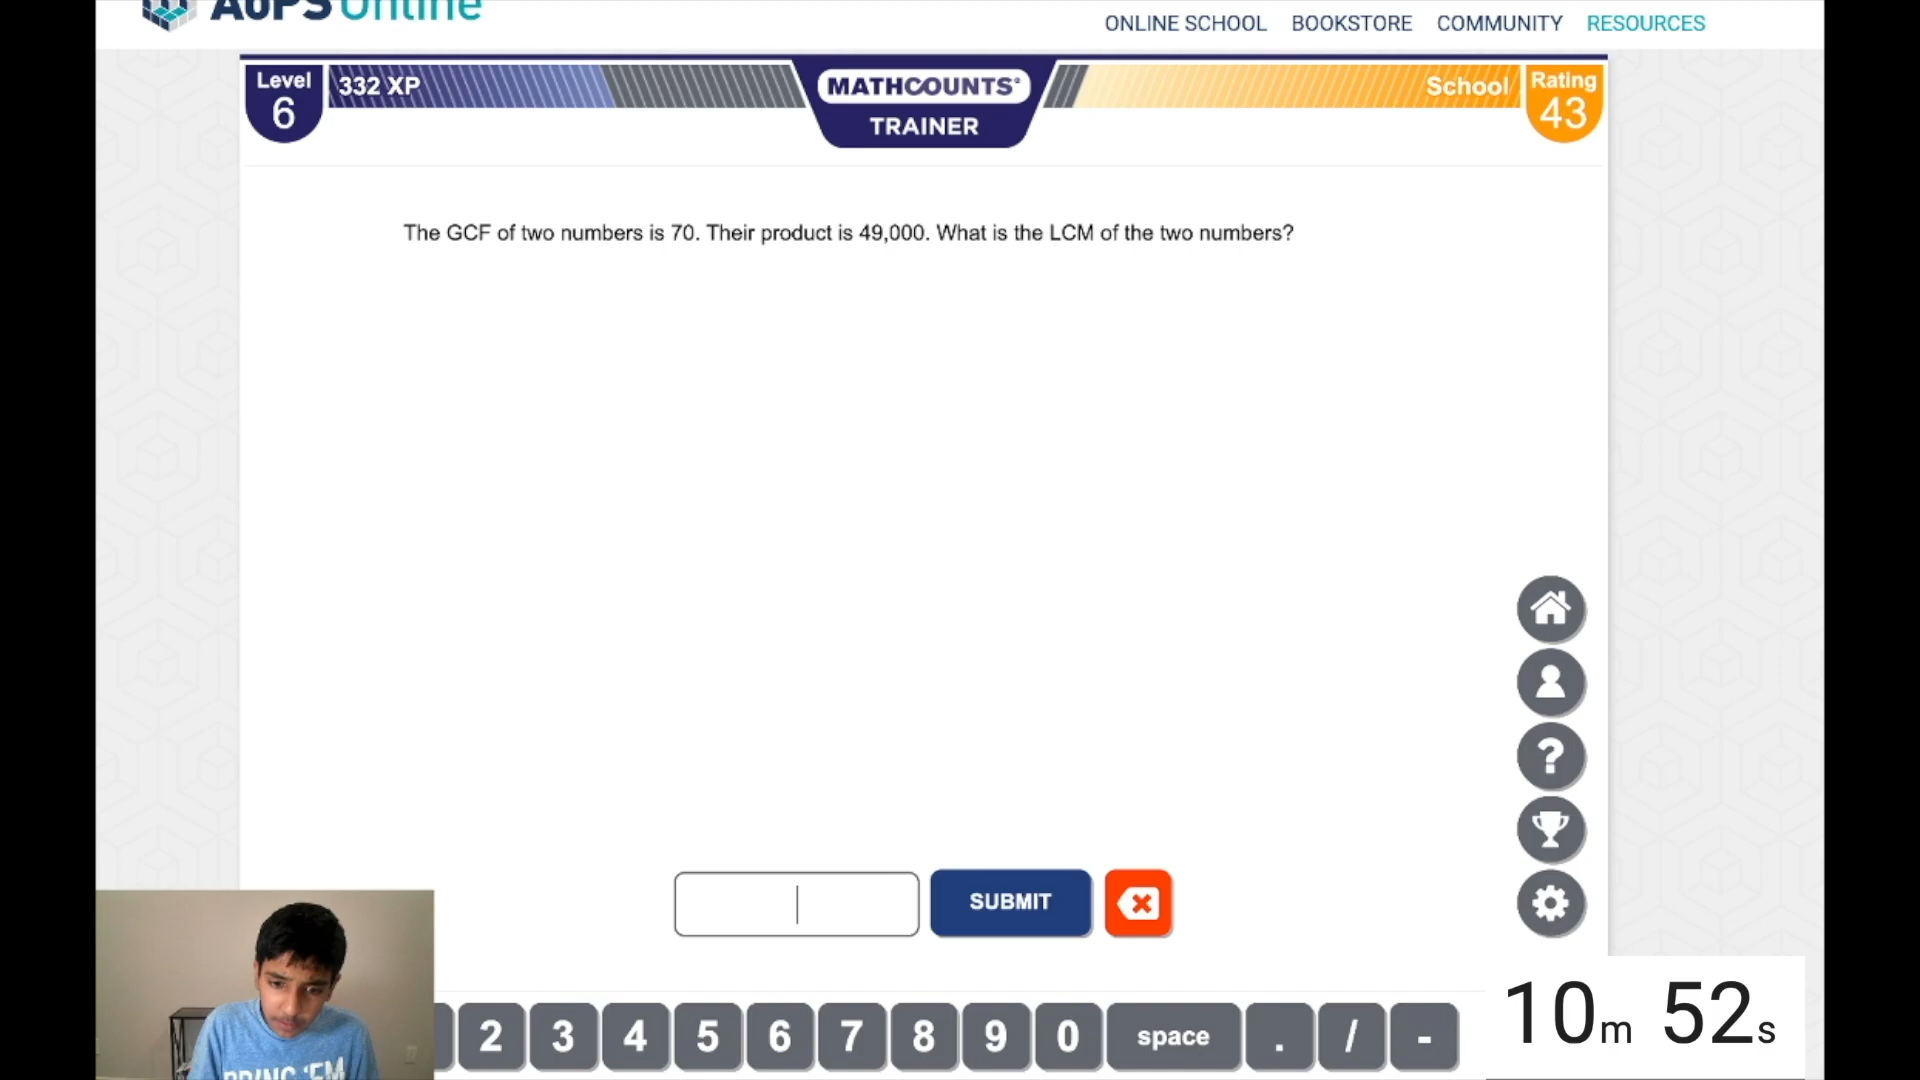 AoPS Online
ONLINE SCHOOL BOOKSTORE COMMUNITY RESOURCES
Level 6
332 XP
MATHCOUNTS®
TRAINER
School
Rating 43
The GCF of two numbers is 70. Their product is 49,000. What is the LCM of the two numbers?
SUBMIT
2 3 4 5 6 7 8 9 0 space . / -
10m 52s